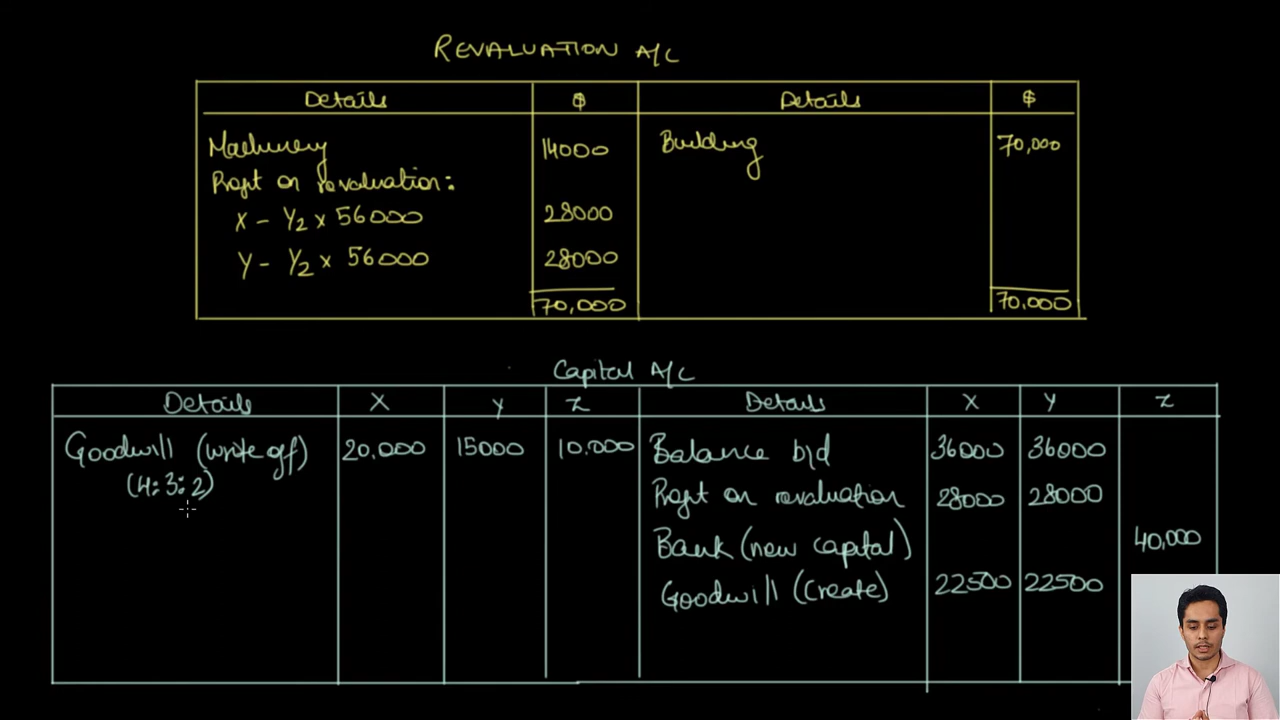 REVALUATION A/C
Details $ Details $
Machinery 14000 Building 70,000
Profit on revaluation:
X - 1/2 x 56000 28000
Y - 1/2 x 56000 28000
70,000 70,000
Capital A/C
Details X Y Z Details X Y Z
Goodwill (write off) 20,000 15000 10.000 Balance b/d 36000 36000
(4:3:2) Profit on revaluation 28000 28000
Bank (new capital) 40,000
Goodwill (Create) 22500 22500